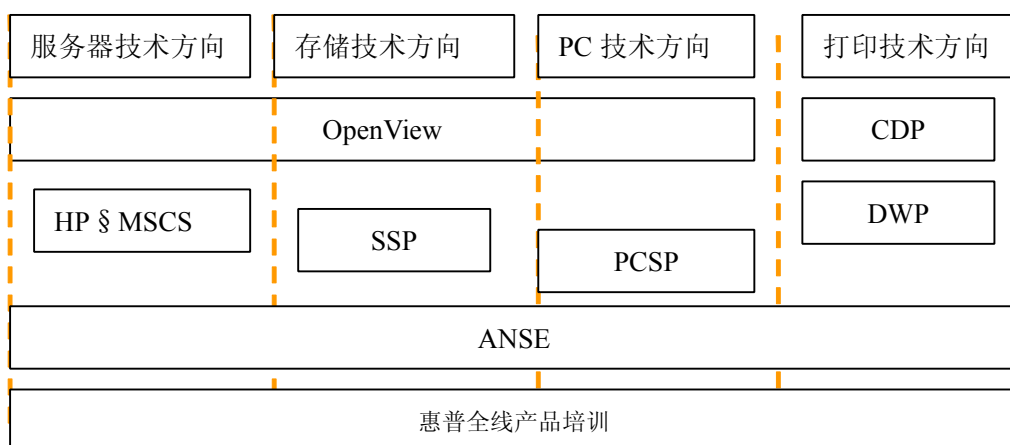 服务器技术方向
存储技术方向
PC 技术方向
打印技术方向
OpenView
CDP
HP § MSCS
SSP
PCSP
DWP
ANSE
惠普全线产品培训